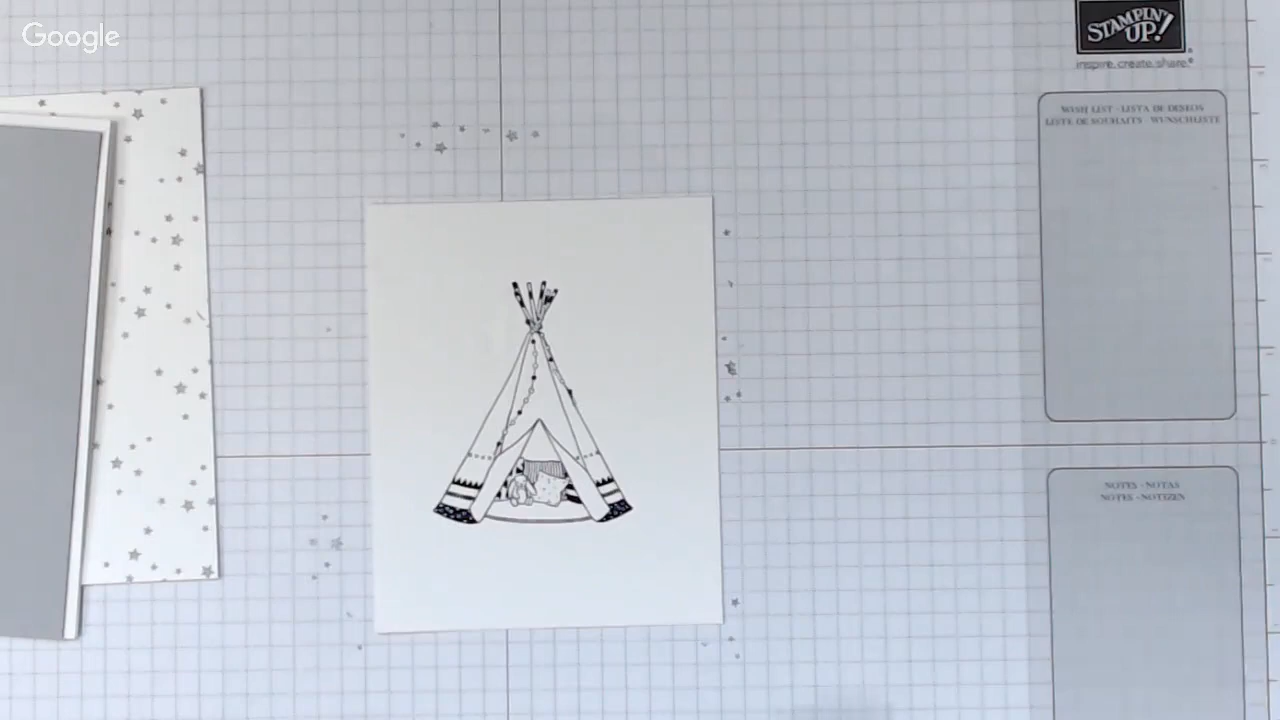 Google
STAMPIN' UP!®
inspire.create.share.®
WISH LIST · LISTA DE DESEOS
LISTE DE SOUHAITS · WUNSCHLISTE
NOTES · NOTAS
NOTES · NOTIZEN